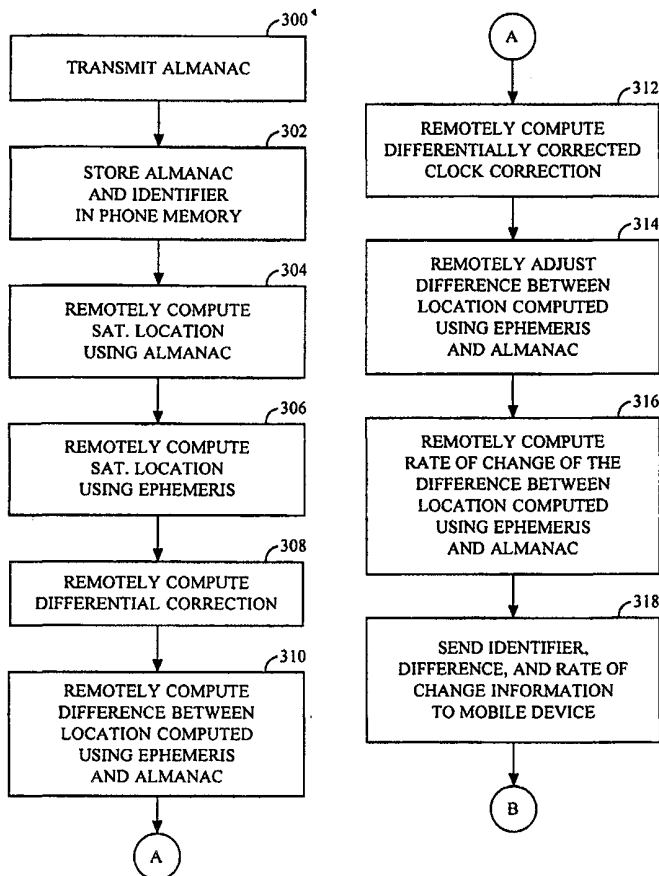 300
TRANSMIT ALMANAC
302
STORE ALMANAC
AND IDENTIFIER
IN PHONE MEMORY
304
REMOTELY COMPUTE
SAT. LOCATION
USING ALMANAC
306
REMOTELY COMPUTE
SAT. LOCATION
USING EPHEMERIS
308
REMOTELY COMPUTE
DIFFERENTIAL CORRECTION
310
REMOTELY COMPUTE
DIFFERENCE BETWEEN
LOCATION COMPUTED
USING EPHEMERIS
AND ALMANAC
A
A
312
REMOTELY COMPUTE
DIFFERENTIALLY CORRECTED
CLOCK CORRECTION
314
REMOTELY ADJUST
DIFFERENCE BETWEEN
LOCATION COMPUTED
USING EPHEMERIS
AND ALMANAC
316
REMOTELY COMPUTE
RATE OF CHANGE OF THE
DIFFERENCE BETWEEN
LOCATION COMPUTED
USING EPHEMERIS
AND ALMANAC
318
SEND IDENTIFIER,
DIFFERENCE, AND RATE OF
CHANGE INFORMATION
TO MOBILE DEVICE
B